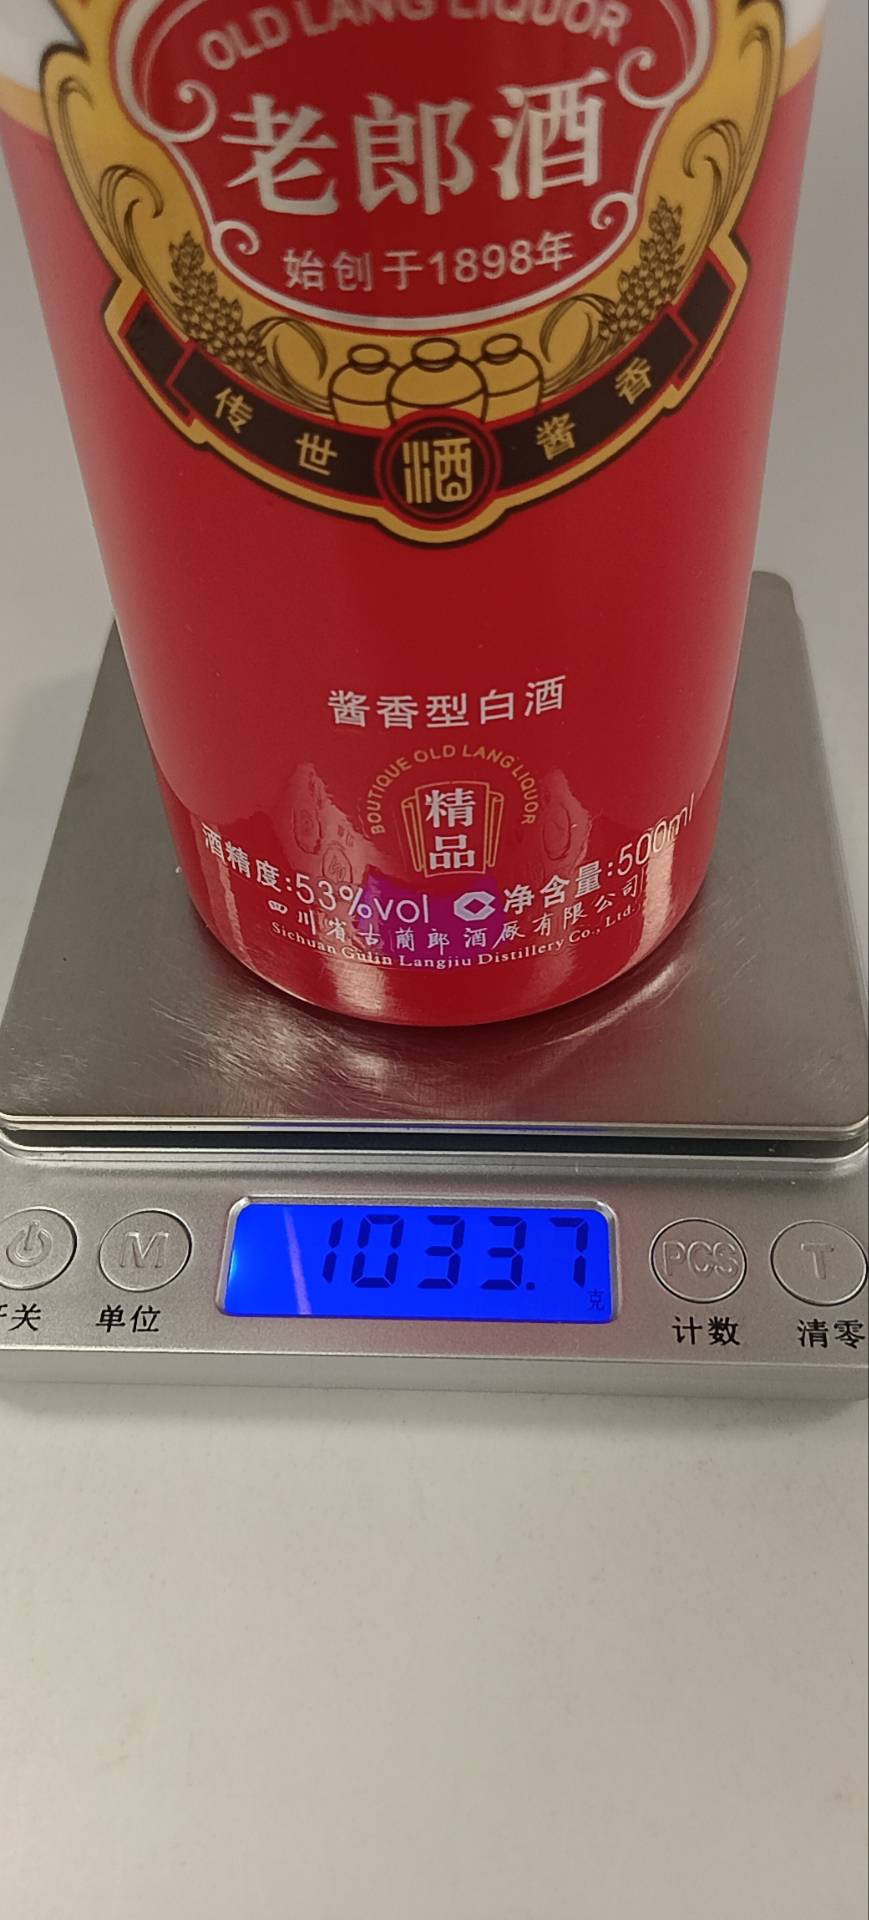 OLD LANG LIQUOR
老郎酒
始创于1898年
传世 酒 酱香
酱香型白酒
BOUTIQUE OLD LANG LIQUOR
精品
酒精度:53%vol 净含量:500ml
四川省古蔺郎酒厰有限公司
Sichuan Gulin Langjiu Distillery Co., Ltd.
1033.7
克
M PCS T
开关 单位 计数 清零